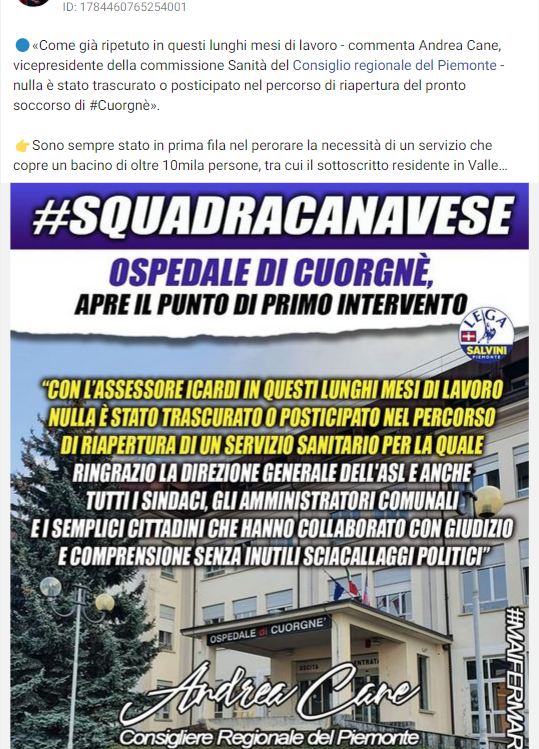 ID: 1784460765254001
🔵«Come già ripetuto in questi lunghi mesi di lavoro - commenta Andrea Cane,
vicepresidente della commissione Sanità del Consiglio regionale del Piemonte -
nulla è stato trascurato o posticipato nel percorso di riapertura del pronto
soccorso di #Cuorgnè».
👉Sono sempre stato in prima fila nel perorare la necessità di un servizio che
copre un bacino di oltre 10mila persone, tra cui il sottoscritto residente in Valle...
#SQUADRACANAVESE
OSPEDALE DI CUORGNÈ,
APRE IL PUNTO DI PRIMO INTERVENTO
LEGA
SALVINI
PIEMONTE
“CON L'ASSESSORE ICARDI IN QUESTI LUNGHI MESI DI LAVORO
NULLA È STATO TRASCURATO O POSTICIPATO NEL PERCORSO
DI RIAPERTURA DI UN SERVIZIO SANITARIO PER LA QUALE
RINGRAZIO LA DIREZIONE GENERALE DELL'ASL E ANCHE
TUTTI I SINDACI, GLI AMMINISTRATORI COMUNALI
E I SEMPLICI CITTADINI CHE HANNO COLLABORATO CON GIUDIZIO
E COMPRENSIONE SENZA INUTILI SCIACALLAGGI POLITICI”
OSPEDALE di CUORGNE'
USCITA
ENTRATA
#MAIFERMAR
Andrea Cane
Consigliere Regionale del Piemonte